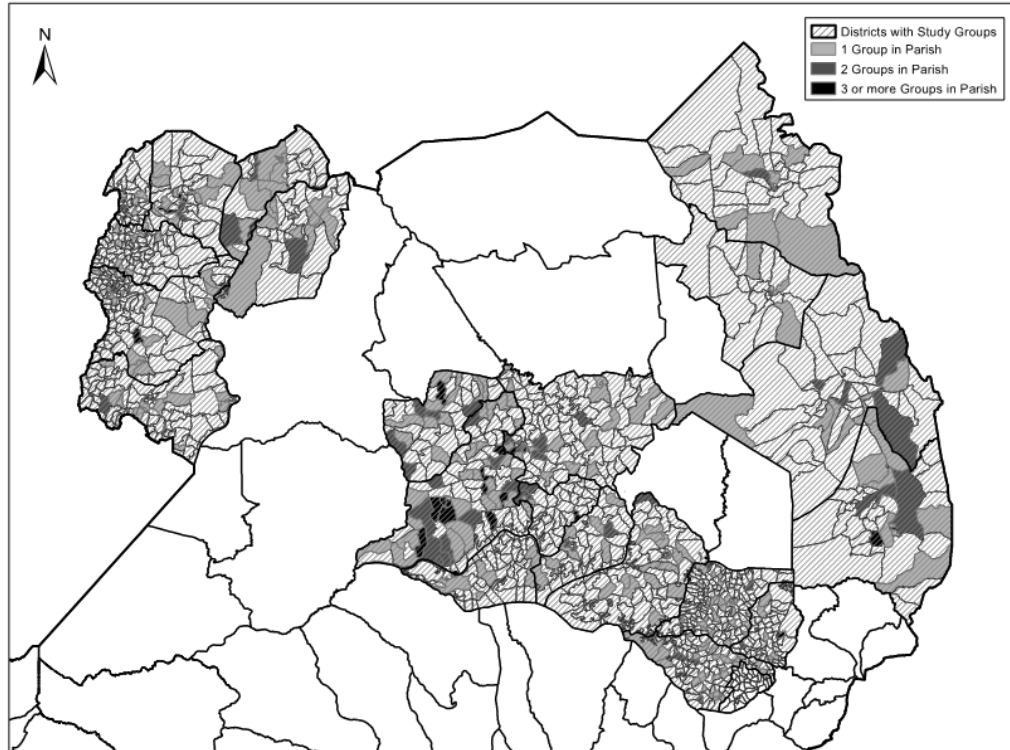 N
Districts with Study Groups
1 Group in Parish
2 Groups in Parish
3 or more Groups in Parish